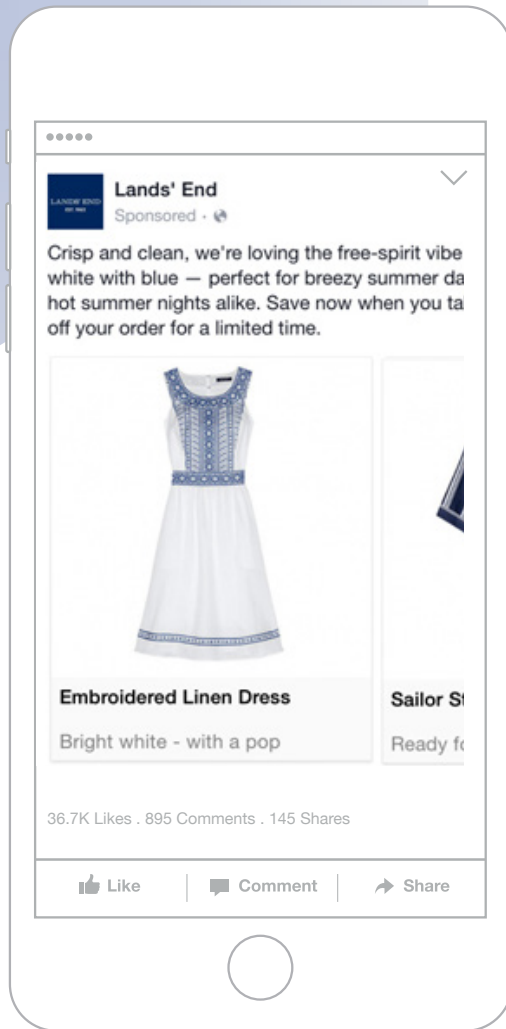 LANDS' END
Lands' End
Sponsored ·
Crisp and clean, we're loving the free-spirit vibe
white with blue — perfect for breezy summer da
hot summer nights alike. Save now when you ta
off your order for a limited time.
Embroidered Linen Dress
Sailor St
Bright white - with a pop
Ready fo
36.7K Likes . 895 Comments . 145 Shares
Like
Comment
Share